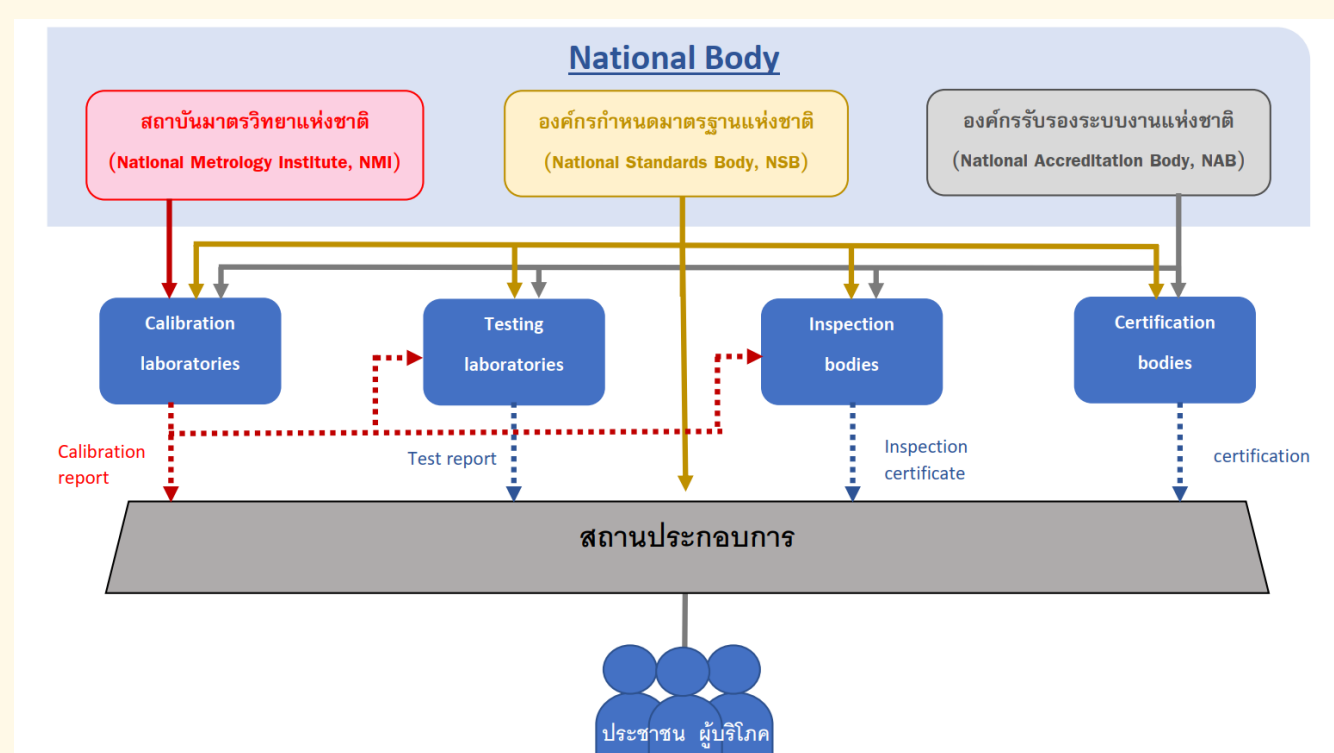 National Body
สถาบันมาตรวิทยาแห่งชาติ
(National Metrology Institute, NMI)
องค์กรกำหนดมาตรฐานแห่งชาติ
(National Standards Body, NSB)
องค์กรรับรองระบบงานแห่งชาติ
(National Accreditation Body, NAB)
Calibration
laboratories
Testing
laboratories
Inspection
bodies
Certification
bodies
Calibration
report
Test report
Inspection
certificate
certification
สถานประกอบการ
ประชาชน ผู้บริโภค